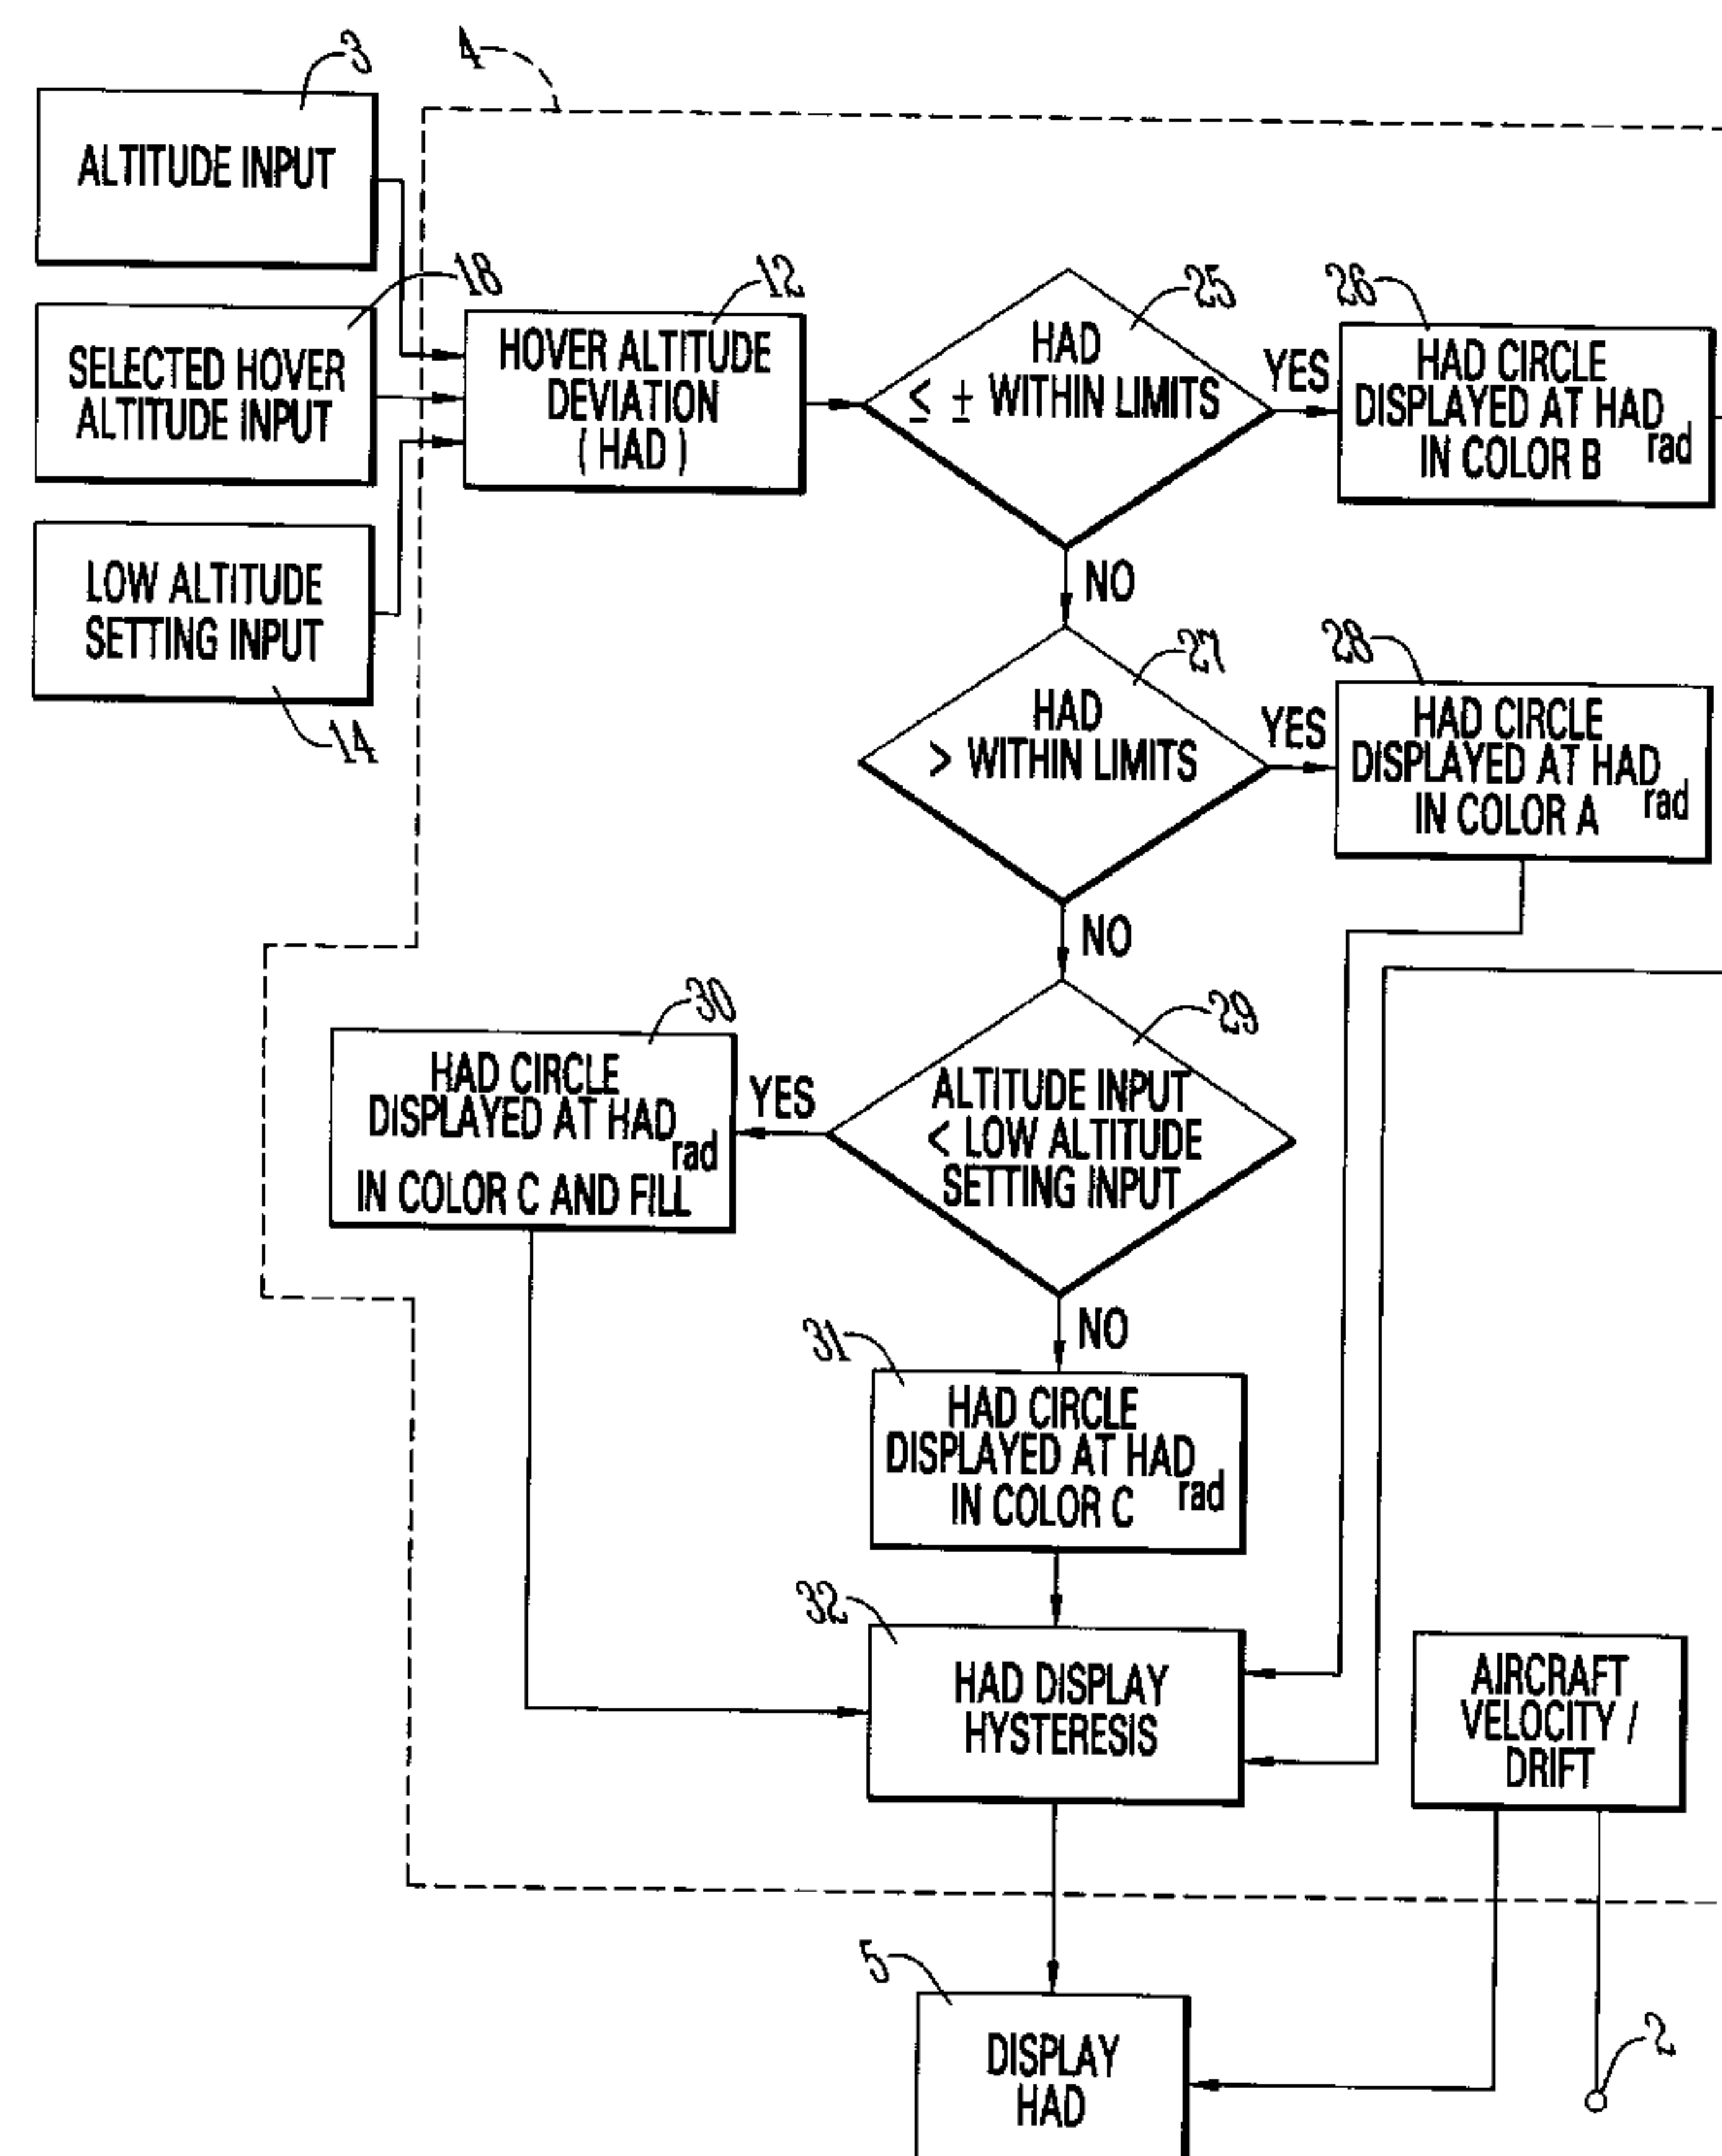 3
4
ALTITUDE INPUT
18
SELECTED HOVER
ALTITUDE INPUT
LOW ALTITUDE
SETTING INPUT
14
12
HOVER ALTITUDE
DEVIATION
( HAD )
25
HAD
≤ ± WITHIN LIMITS
YES
26
HAD CIRCLE
DISPLAYED AT HAD rad
IN COLOR B
NO
27
HAD
> WITHIN LIMITS
YES
28
HAD CIRCLE
DISPLAYED AT HAD rad
IN COLOR A
NO
29
ALTITUDE INPUT
< LOW ALTITUDE
SETTING INPUT
YES
30
HAD CIRCLE
DISPLAYED AT HAD rad
IN COLOR C AND FILL
NO
31
HAD CIRCLE
DISPLAYED AT HAD rad
IN COLOR C
32
HAD DISPLAY
HYSTERESIS
AIRCRAFT
VELOCITY /
DRIFT
5
DISPLAY
HAD
2